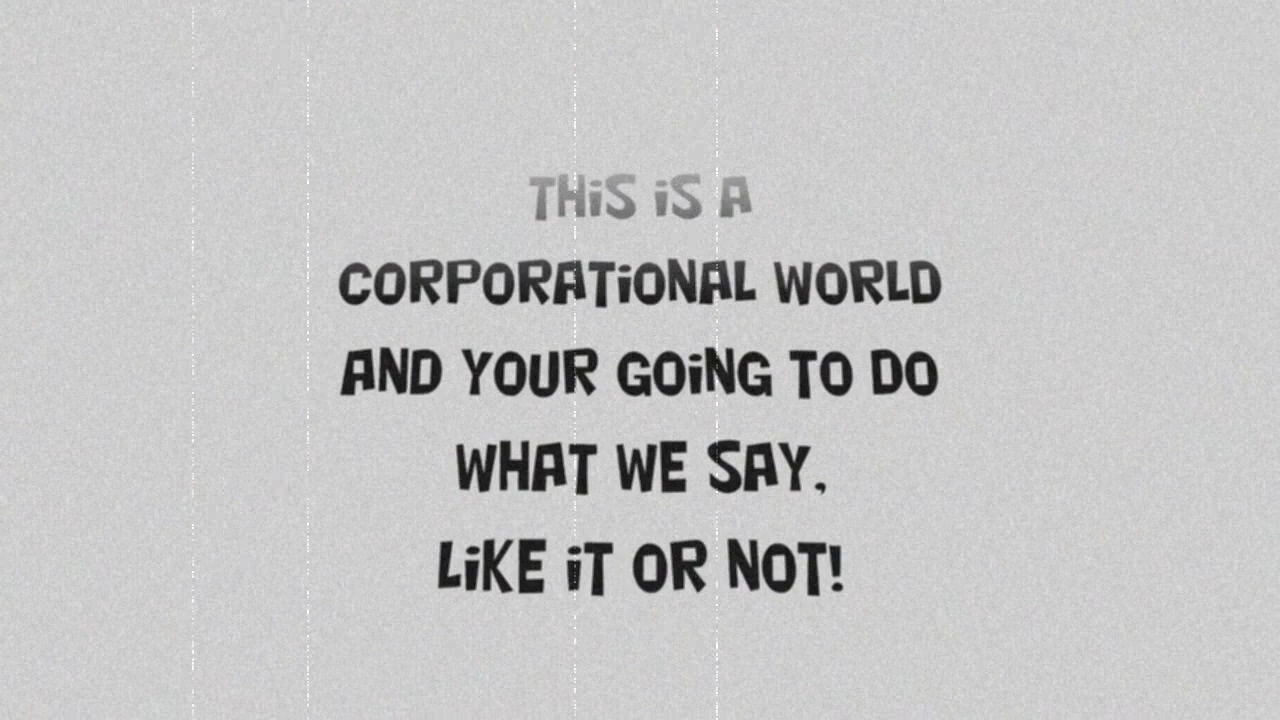 THiS iS A
CORPORATiONAL WORLD
AND YOUR GOiNG TO DO
WHAT WE SAY,
LiKE iT OR NOT!